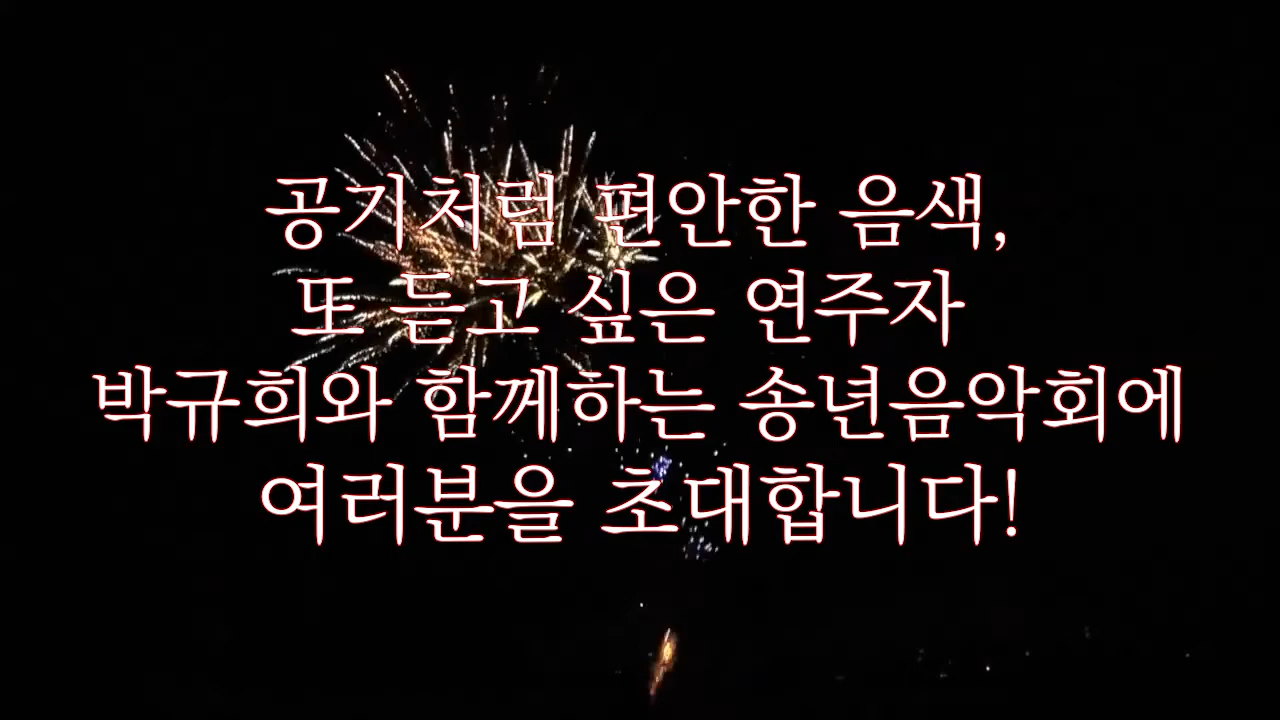 공기처럼 편안한 음색,
또 듣고 싶은 연주자
박규희와 함께하는 송년음악회에
여러분을 초대합니다!